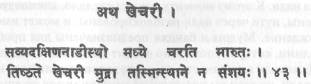 अथ खेचरी ।
सव्यदक्षिणनाडीस्थो मध्ये चरति मारुतः ।
तिष्ठते खेचरी मुद्रा तस्मिन्स्थाने न संशयः ।। ४३ ।।